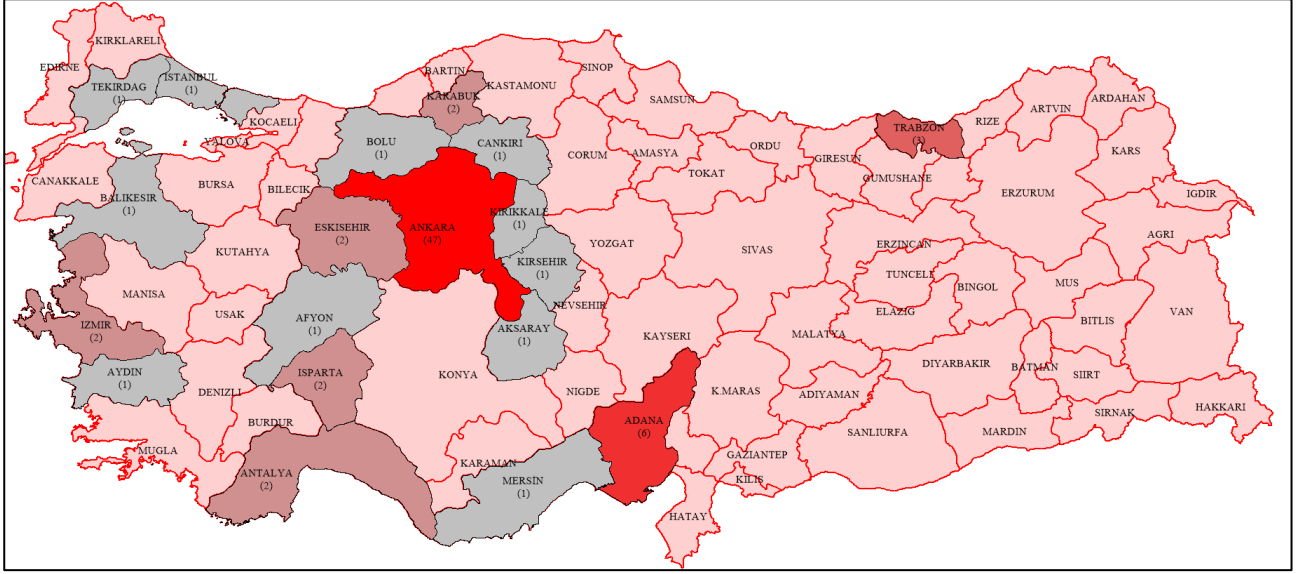 KIRKLARELI
EDIRNE
TEKIRDAG
(1)
ISTANBUL
(1)
KOCAELI
YALOVA
BARTIN
KARABUK
(2)
KASTAMONU
SINOP
SAMSUN
BOLU
(1)
CANKIRI
(1)
CORUM
AMASYA
TOKAT
ORDU
GIRESUN
TRABZON
(3)
GUMUSHANE
RIZE
ARTVIN
ARDAHAN
KARS
IGDIR
AGRI
ERZURUM
ERZINCAN
CANAKKALE
BALIKESIR
(1)
BURSA
BILECIK
ESKISEHIR
(2)
ANKARA
(47)
KIRIKKALE
(1)
KIRSEHIR
(1)
YOZGAT
SIVAS
TUNCELI
BINGOL
MUS
KUTAHYA
MANISA
USAK
AFYON
(1)
AKSARAY
(1)
NEVSEHIR
KAYSERI
MALATYA
ELAZIG
BITLIS
VAN
IZMIR
(2)
AYDIN
(1)
DENIZLI
ISPARTA
(2)
KONYA
NIGDE
K.MARAS
ADIYAMAN
DIYARBAKIR
BATMAN
SIIRT
SIRNAK
HAKKARI
BURDUR
MUGLA
ANTALYA
(2)
KARAMAN
MERSİN
(1)
ADANA
(6)
GAZIANTEP
KILIS
HATAY
SANLIURFA
MARDIN